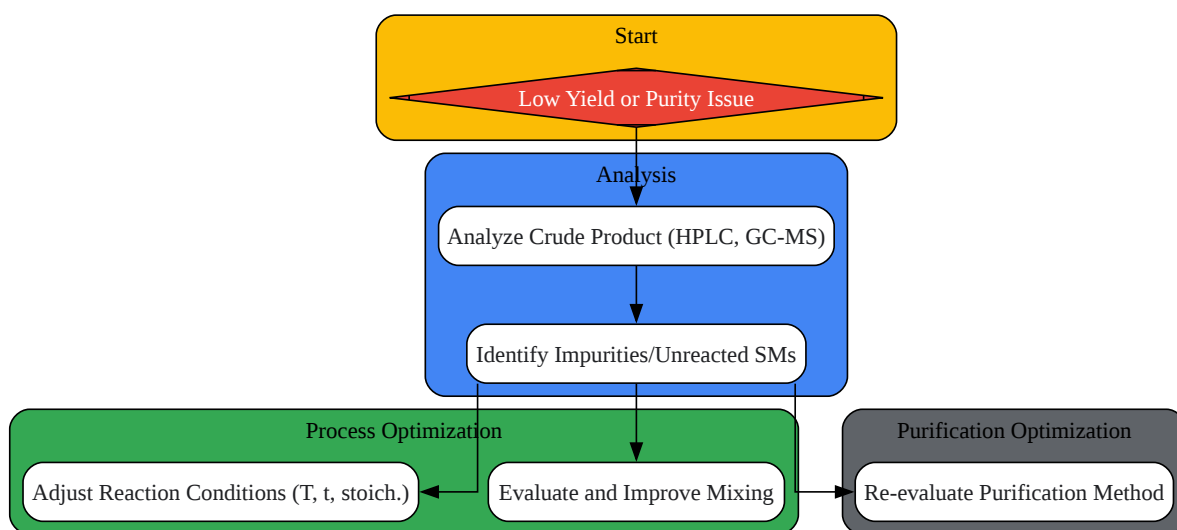 Start
Low Yield or Purity Issue
Analysis
Analyze Crude Product (HPLC, GC-MS)
Identify Impurities/Unreacted SMs
Process Optimization
Purification Optimization
Adjust Reaction Conditions (T, t, stoich.)
Evaluate and Improve Mixing
Re-evaluate Purification Method